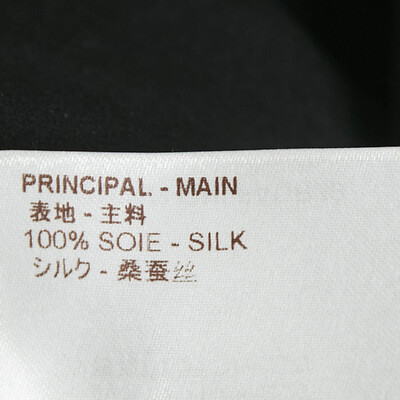 PRINCIPAL - MAIN
表地 - 主料
100% SOIE - SILK
シルク - 桑蚕丝